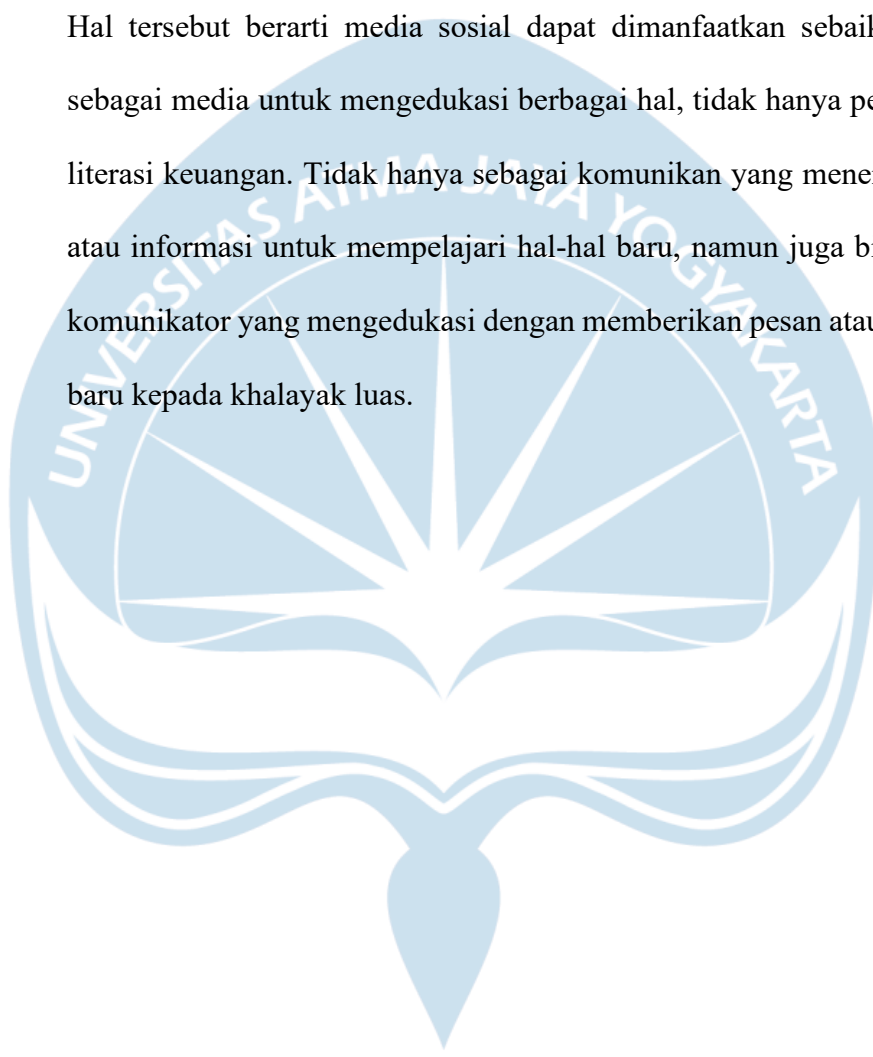 Hal tersebut berarti media sosial dapat dimanfaatkan sebaik
sebagai media untuk mengedukasi berbagai hal, tidak hanya pe
literasi keuangan. Tidak hanya sebagai komunikan yang mener
atau informasi untuk mempelajari hal-hal baru, namun juga bi
komunikator yang mengedukasi dengan memberikan pesan atau
baru kepada khalayak luas.
UNIVERSITAS ATMA JAYA YOGYAKARTA